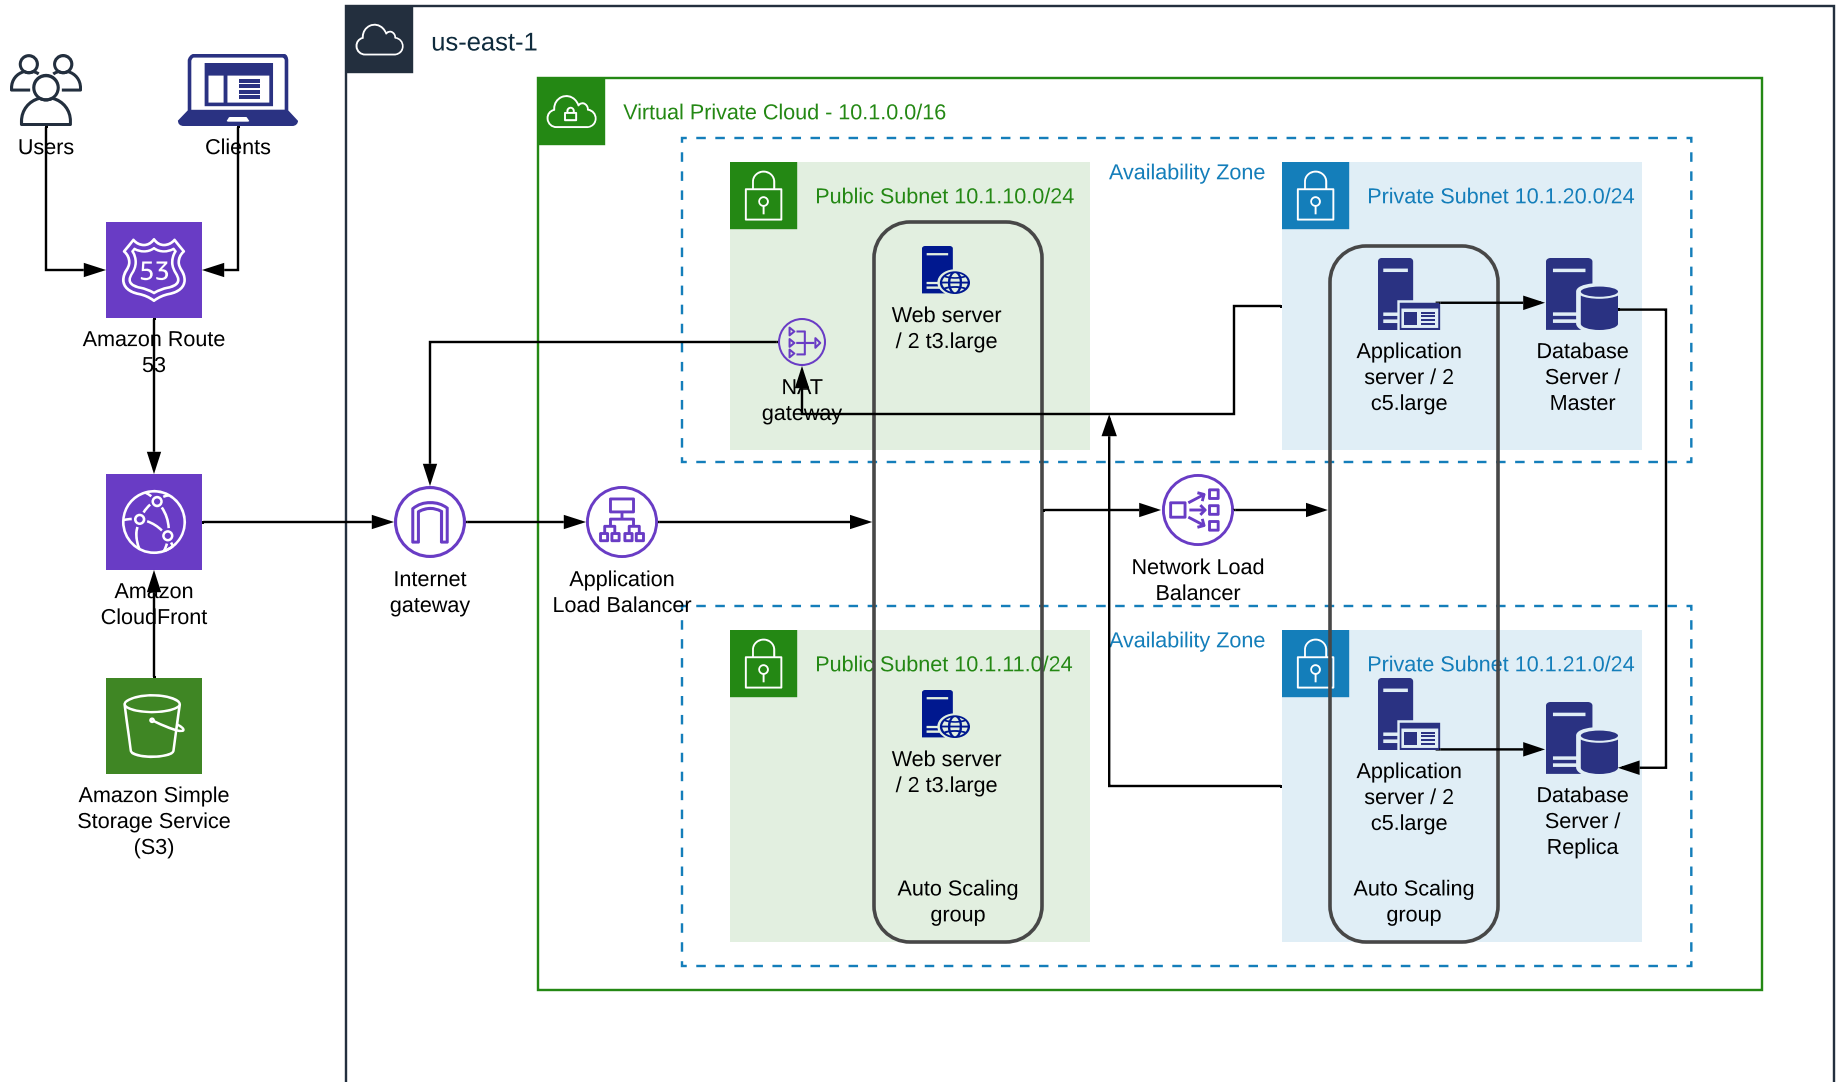 us-east-1
Users
Clients
Virtual Private Cloud - 10.1.0.0/16
Availability Zone
Public Subnet 10.1.10.0/24
Private Subnet 10.1.20.0/24
53
Web server
/ 2 t3.large
Amazon Route
53
NAT
gateway
Application
server / 2
c5.large
Database
Server /
Master
Amazon
CloudFront
Internet
gateway
Application
Load Balancer
Network Load
Balancer
Availability Zone
Public Subnet 10.1.11.0/24
Private Subnet 10.1.21.0/24
Web server
/ 2 t3.large
Application
server / 2
c5.large
Database
Server /
Replica
Amazon Simple
Storage Service
(S3)
Auto Scaling
group
Auto Scaling
group